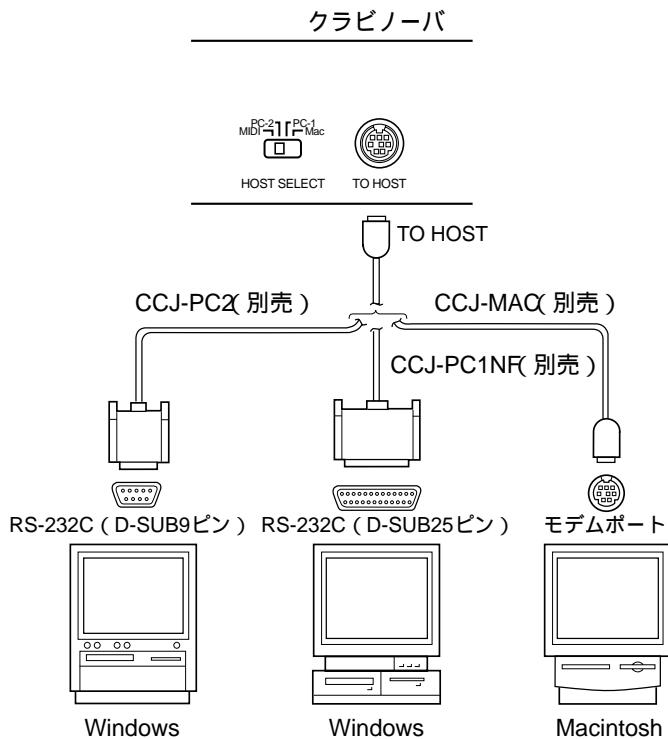 クラビノーバ
PC-2 PC-1
MIDI Mac
HOST SELECT TO HOST
TO HOST
CCJ-PC2(別売) CCJ-MAC(別売)
CCJ-PC1NF(別売)
RS-232C(D-SUB9ピン) RS-232C(D-SUB25ピン) モデムポート
Windows Windows Macintosh